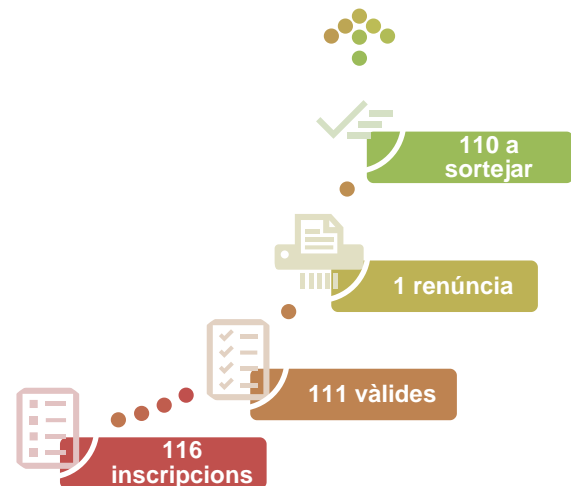 110 a
sortejar
1 renúncia
111 vàlides
116
inscripcions